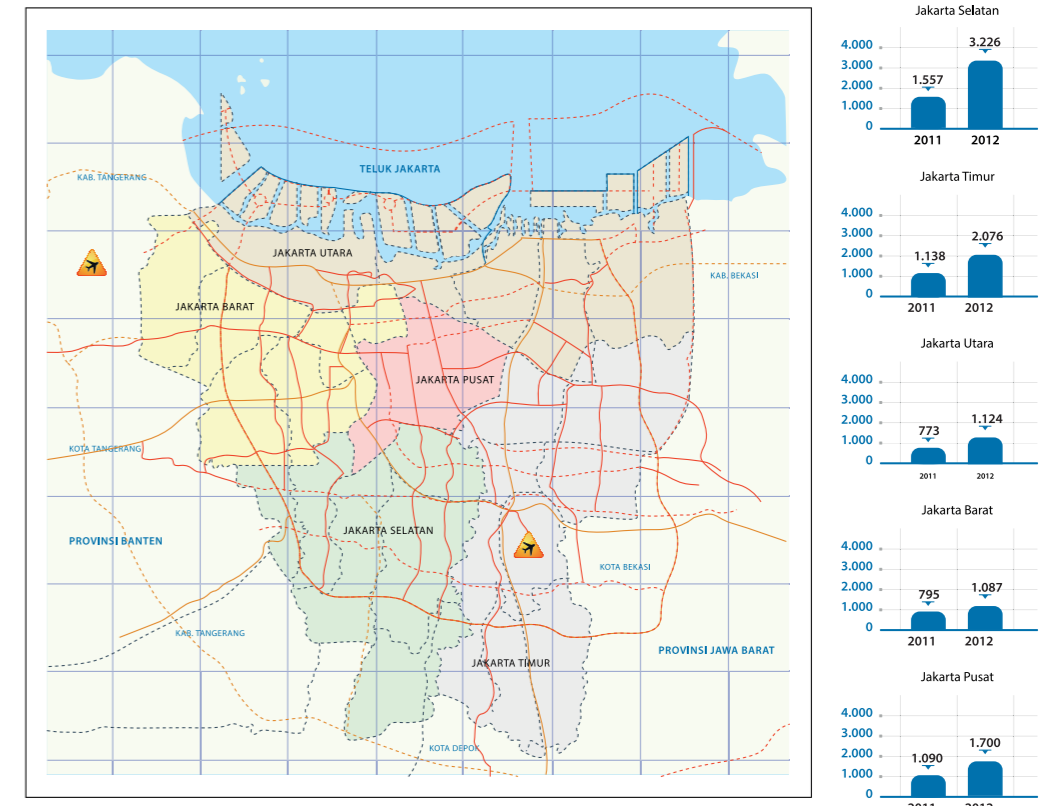 TELUK JAKARTA
KAB. TANGERANG
JAKARTA UTARA
KAB. BEKASI
JAKARTA BARAT
JAKARTA PUSAT
KOTA TANGERANG
JAKARTA SELATAN
PROVINSI BANTEN
KOTA BEKASI
KAB. TANGERANG
PROVINSI JAWA BARAT
JAKARTA TIMUR
KOTA DEPOK
Jakarta Selatan
4.000
3.000
2.000
1.000
0
1.557
3.226
2011 2012
Jakarta Timur
4.000
3.000
2.000
1.000
0
1.138
2.076
2011 2012
Jakarta Utara
4.000
3.000
2.000
1.000
0
773
1.124
2011 2012
Jakarta Barat
4.000
3.000
2.000
1.000
0
795
1.087
2011 2012
Jakarta Pusat
4.000
3.000
2.000
1.000
0
1.090
1.700